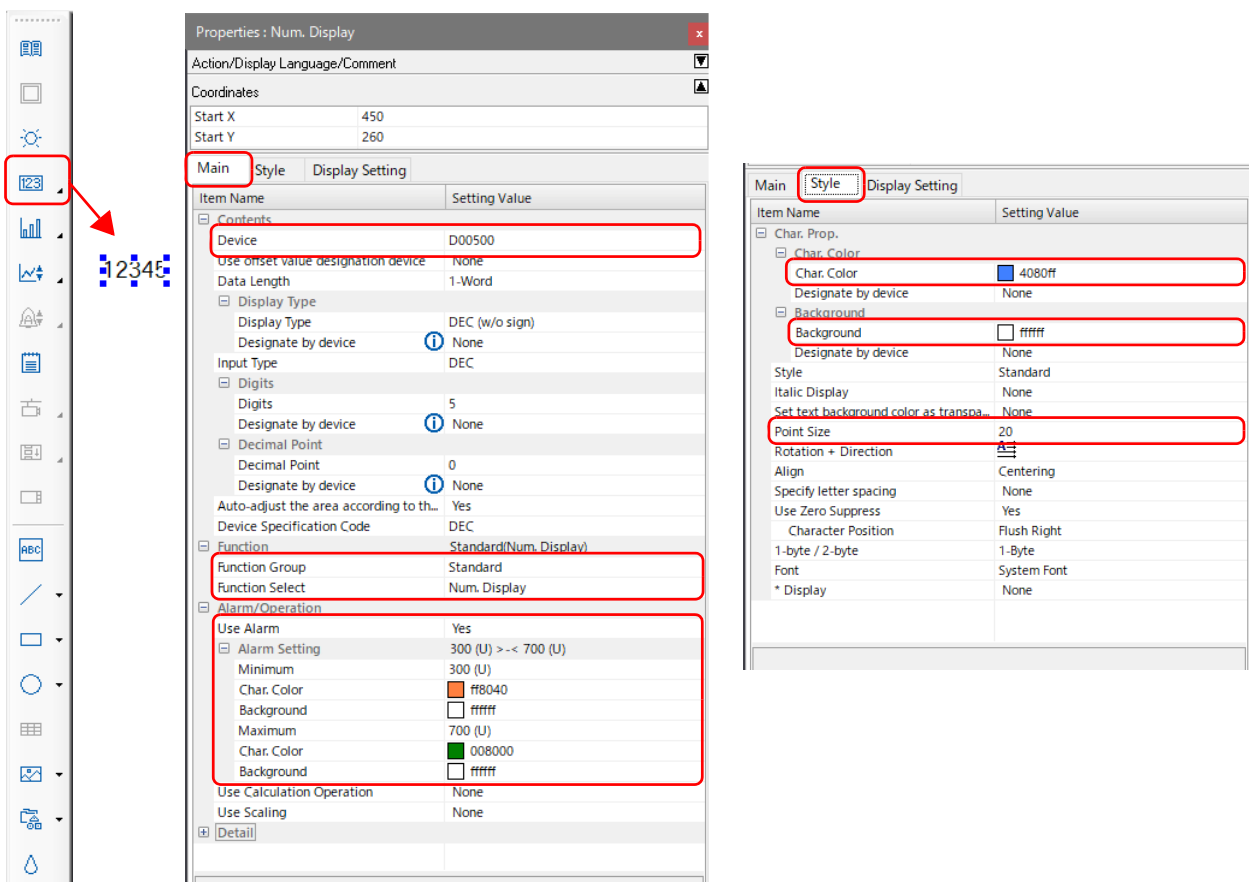 123
ABC
12345
Properties : Num. Display
x
Action/Display Language/Comment
Coordinates
Start X 450
Start Y 260
Main Style Display Setting
Item Name Setting Value
Contents
Device D00500
Use offset value designation device None
Data Length 1-Word
Display Type
Display Type DEC (w/o sign)
Designate by device None
Input Type DEC
Digits
Digits 5
Designate by device None
Decimal Point
Decimal Point 0
Designate by device None
Auto-adjust the area according to th... Yes
Device Specification Code DEC
Function Standard(Num. Display)
Function Group Standard
Function Select Num. Display
Alarm/Operation
Use Alarm Yes
Alarm Setting 300 (U) >-< 700 (U)
Minimum 300 (U)
Char. Color ff8040
Background ffffff
Maximum 700 (U)
Char. Color 008000
Background ffffff
Use Calculation Operation None
Use Scaling None
Detail
Main Style Display Setting
Item Name Setting Value
Char. Prop.
Char. Color
Char. Color 4080ff
Designate by device None
Background
Background ffffff
Designate by device None
Style Standard
Italic Display None
Set text background color as transpa... None
Point Size 20
Rotation + Direction A
Align Centering
Specify letter spacing None
Use Zero Suppress Yes
Character Position Flush Right
1-byte / 2-byte 1-Byte
Font System Font
* Display None